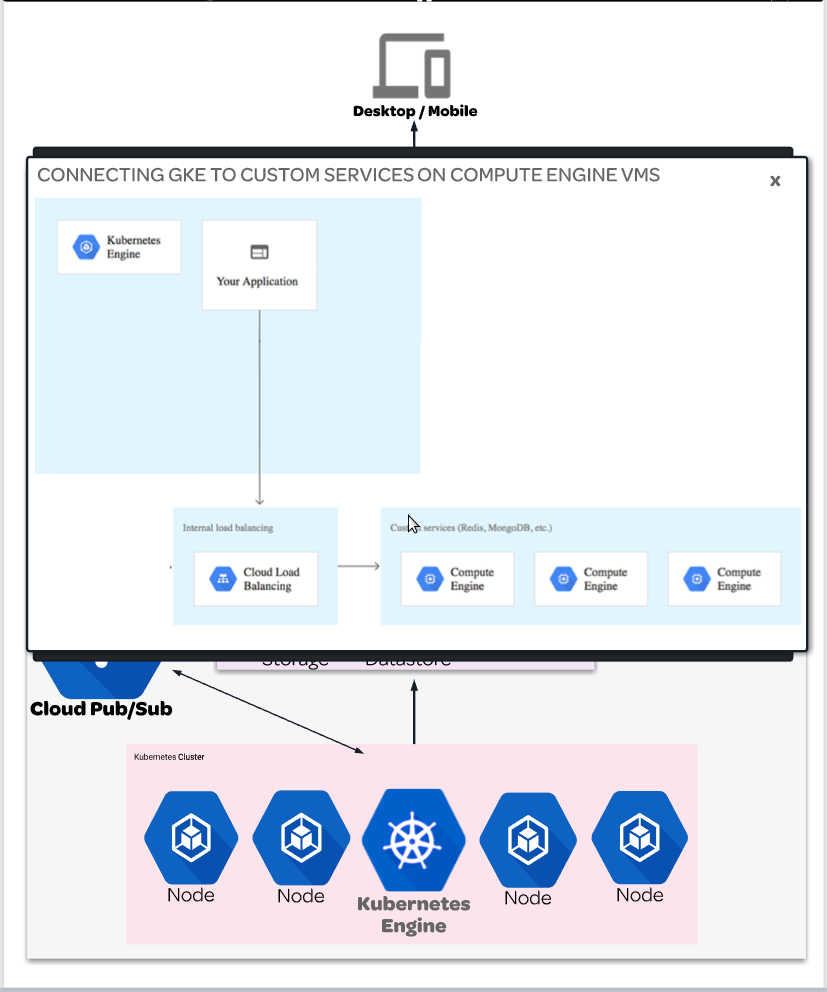 Desktop / Mobile
CONNECTING GKE TO CUSTOM SERVICES ON COMPUTE ENGINE VMS
x
Kubernetes
Engine
Your Application
Internal load balancing
Cloud Load
Balancing
services (Redis, MongoDB, etc.)
Compute
Engine
Compute
Engine
Compute
Engine
Storage
Datastore
Cloud Pub/Sub
Kubernetes Cluster
Node
Node
Kubernetes
Engine
Node
Node